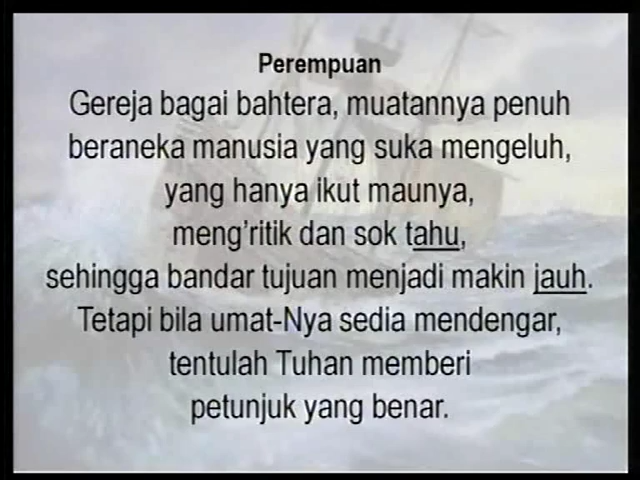 Perempuan
Gereja bagai bahtera, muatannya penuh
beraneka manusia yang suka mengeluh,
yang hanya ikut maunya,
meng'ritik dan sok tahu,
sehingga bandar tujuan menjadi makin jauh.
Tetapi bila umat-Nya sedia mendengar,
tentulah Tuhan memberi
petunjuk yang benar.